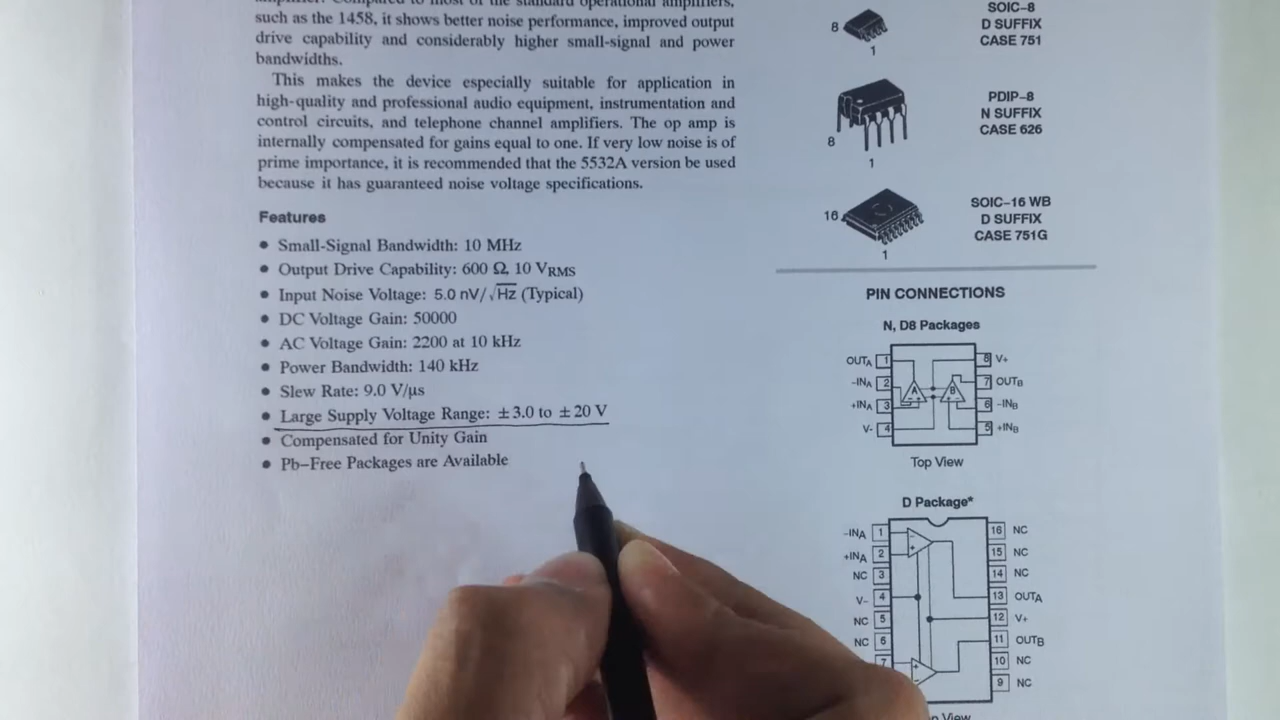 amplifier. Compared to most of the standard operational amplifiers,
such as the 1458, it shows better noise performance, improved output
drive capability and considerably higher small-signal and power
bandwidths.
This makes the device especially suitable for application in
high-quality and professional audio equipment, instrumentation and
control circuits, and telephone channel amplifiers. The op amp is
internally compensated for gains equal to one. If very low noise is of
prime importance, it is recommended that the 5532A version be used
because it has guaranteed noise voltage specifications.
Features
• Small-Signal Bandwidth: 10 MHz
• Output Drive Capability: 600 Ω, 10 VRMS
• Input Noise Voltage: 5.0 nV/√Hz (Typical)
• DC Voltage Gain: 50000
• AC Voltage Gain: 2200 at 10 kHz
• Power Bandwidth: 140 kHz
• Slew Rate: 9.0 V/μs
• Large Supply Voltage Range: ±3.0 to ±20 V
• Compensated for Unity Gain
• Pb−Free Packages are Available
SOIC−8
D SUFFIX
CASE 751
8
1
PDIP−8
N SUFFIX
CASE 626
8
1
SOIC−16 WB
D SUFFIX
CASE 751G
16
1
PIN CONNECTIONS
N, D8 Packages
OUTA 1 8 V+
−INA 2 A B 7 OUTB
+INA 3 6 −INB
V- 4 5 +INB
Top View
D Package*
−INA 1 16 NC
+INA 2 15 NC
NC 3 14 NC
V− 4 13 OUTA
NC 5 12 V+
NC 6 11 OUTB
7 10 NC
9 NC
View